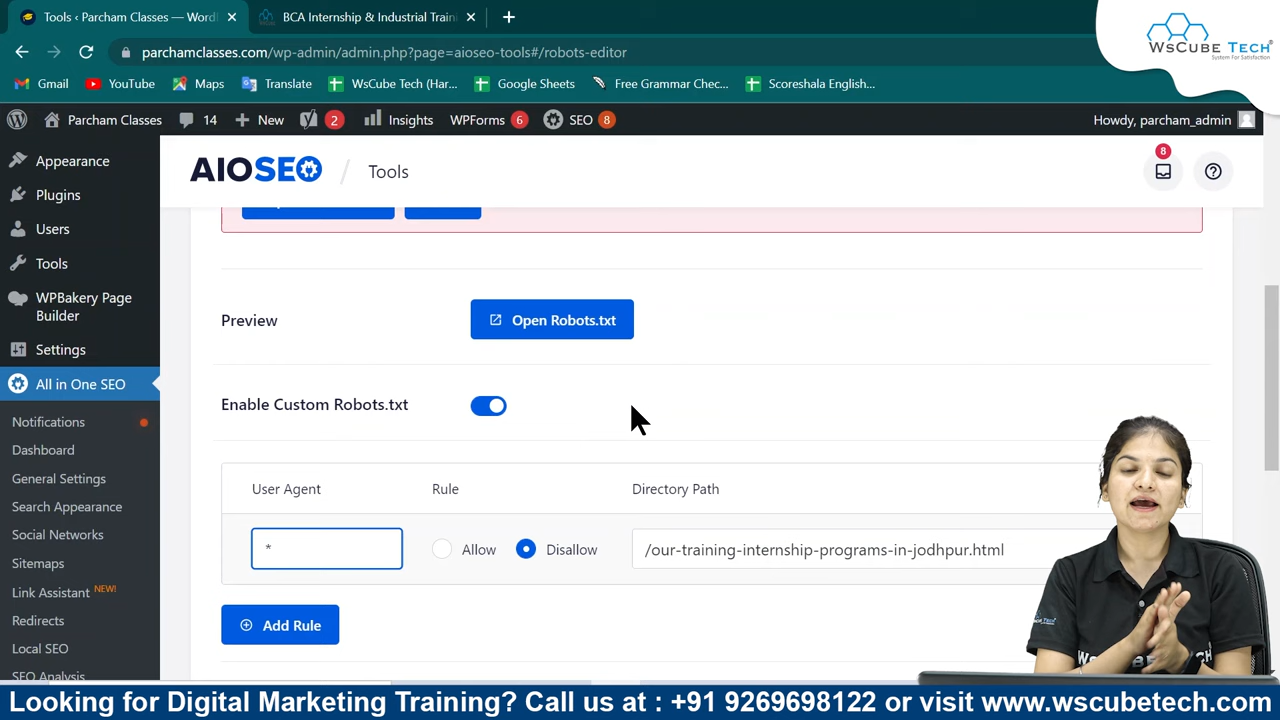 Tools ‹ Parcham Classes — Word
BCA Internship & Industrial Traini
parchamclasses.com/wp-admin/admin.php?page=aioseo-tools#/robots-editor
WsCube Tech
System For Satisfaction
Gmail
YouTube
Maps
Translate
WsCube Tech (Har...
Google Sheets
Free Grammar Chec...
Scoreshala English...
Parcham Classes
14
New
2
Insights
WPForms 6
SEO 8
Howdy, parcham_admin
Appearance
Plugins
Users
Tools
WPBakery Page
Builder
Settings
All in One SEO
Notifications
Dashboard
General Settings
Search Appearance
Social Networks
Sitemaps
Link Assistant NEW!
Redirects
Local SEO
SEO Analysis
AIOSEO / Tools
8
Preview
Open Robots.txt
Enable Custom Robots.txt
User Agent
Rule
Directory Path
*
Allow
Disallow
/our-training-internship-programs-in-jodhpur.html
Add Rule
WsCube Tech
Looking for Digital Marketing Training? Call us at : +91 9269698122 or visit www.wscubetech.com